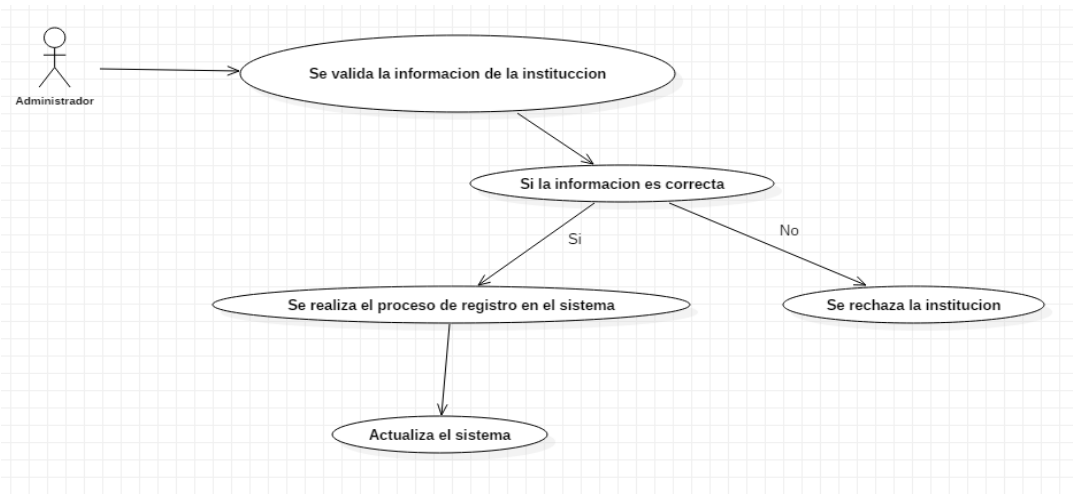 Se valida la informacion de la instituccion
Administrador
Si la informacion es correcta
Si
No
Se realiza el proceso de registro en el sistema
Se rechaza la institucion
Actualiza el sistema